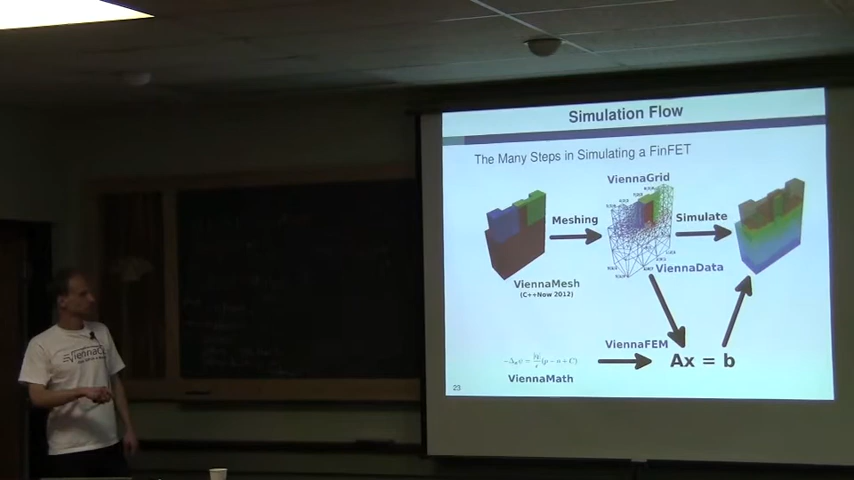 Simulation Flow
The Many Steps in Simulating a FinFET
ViennaGrid
Meshing
Simulate
ViennaData
ViennaMesh
(C++Now 2012)
ViennaFEM
Ax = b
ViennaMath
23